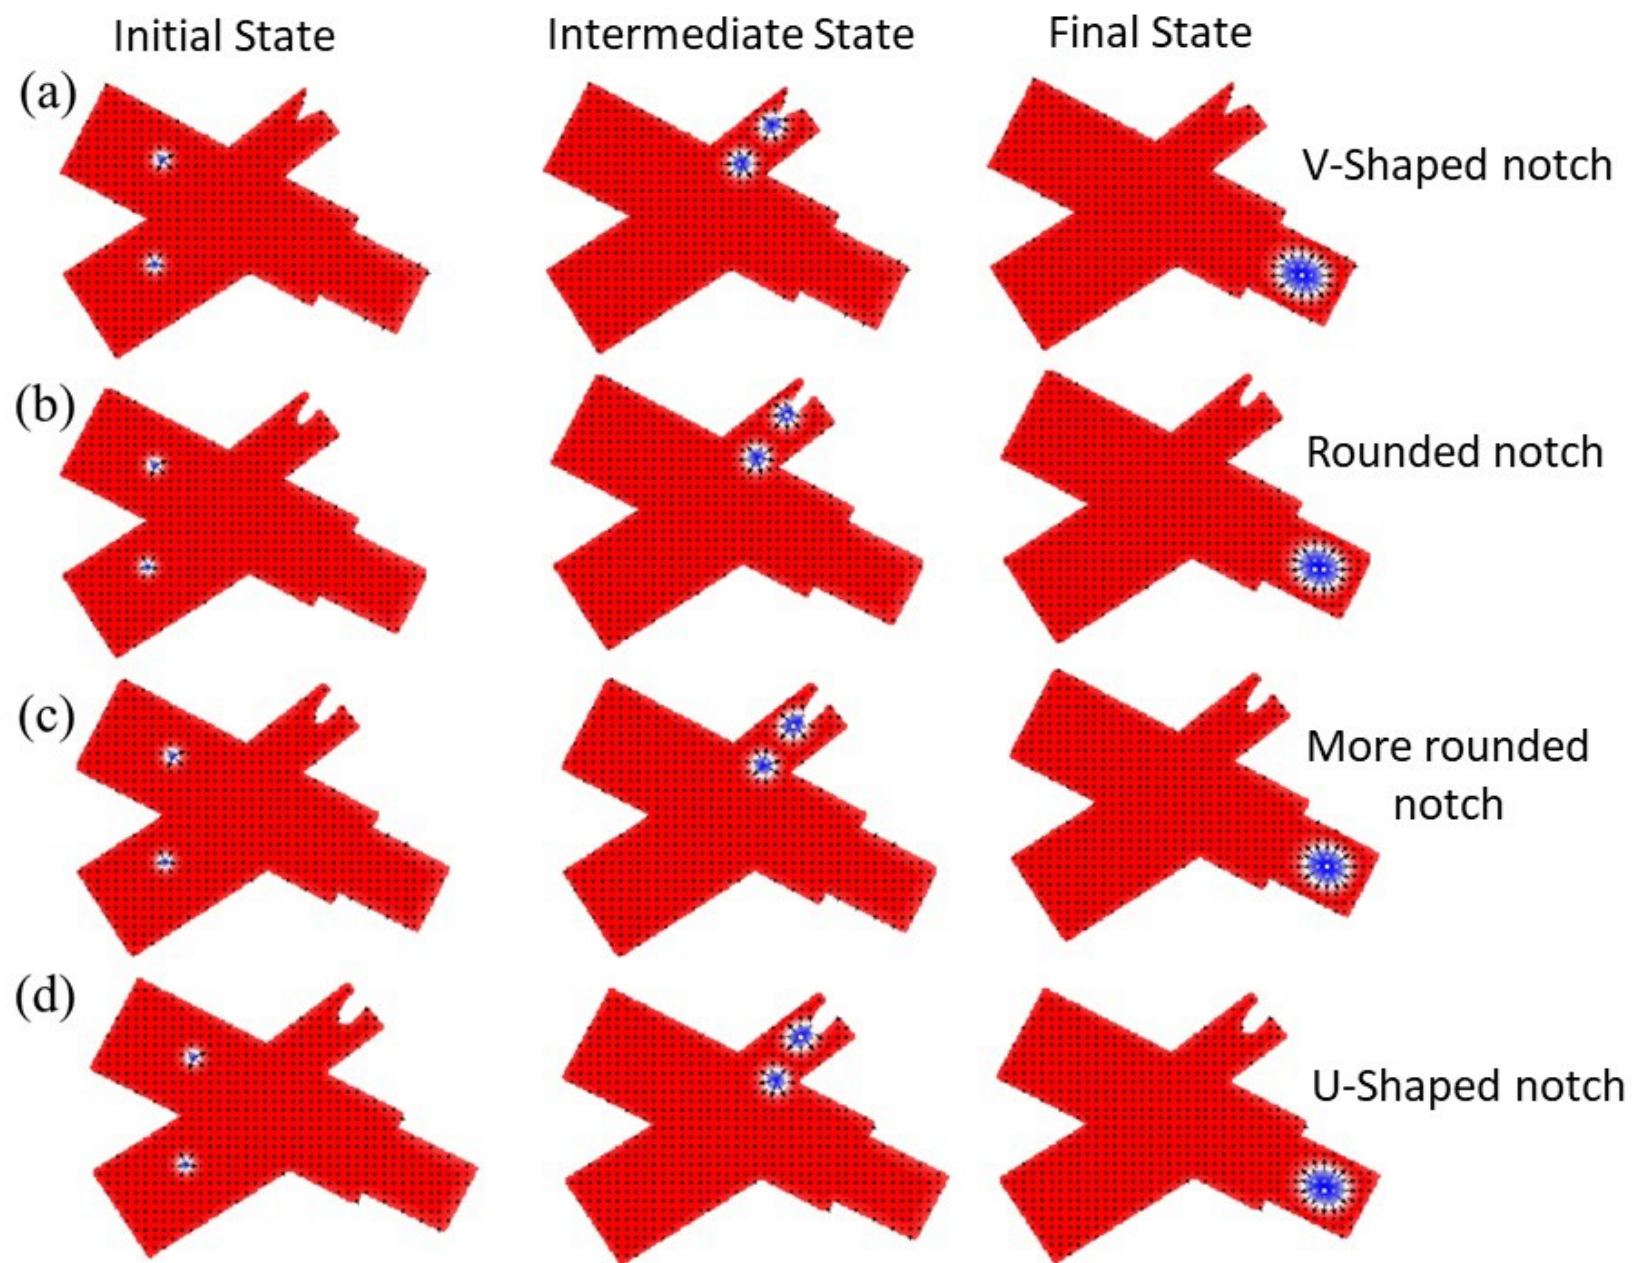 Initial State
Intermediate State
Final State
(a)
V-Shaped notch
(b)
Rounded notch
(c)
More rounded
notch
(d)
U-Shaped notch